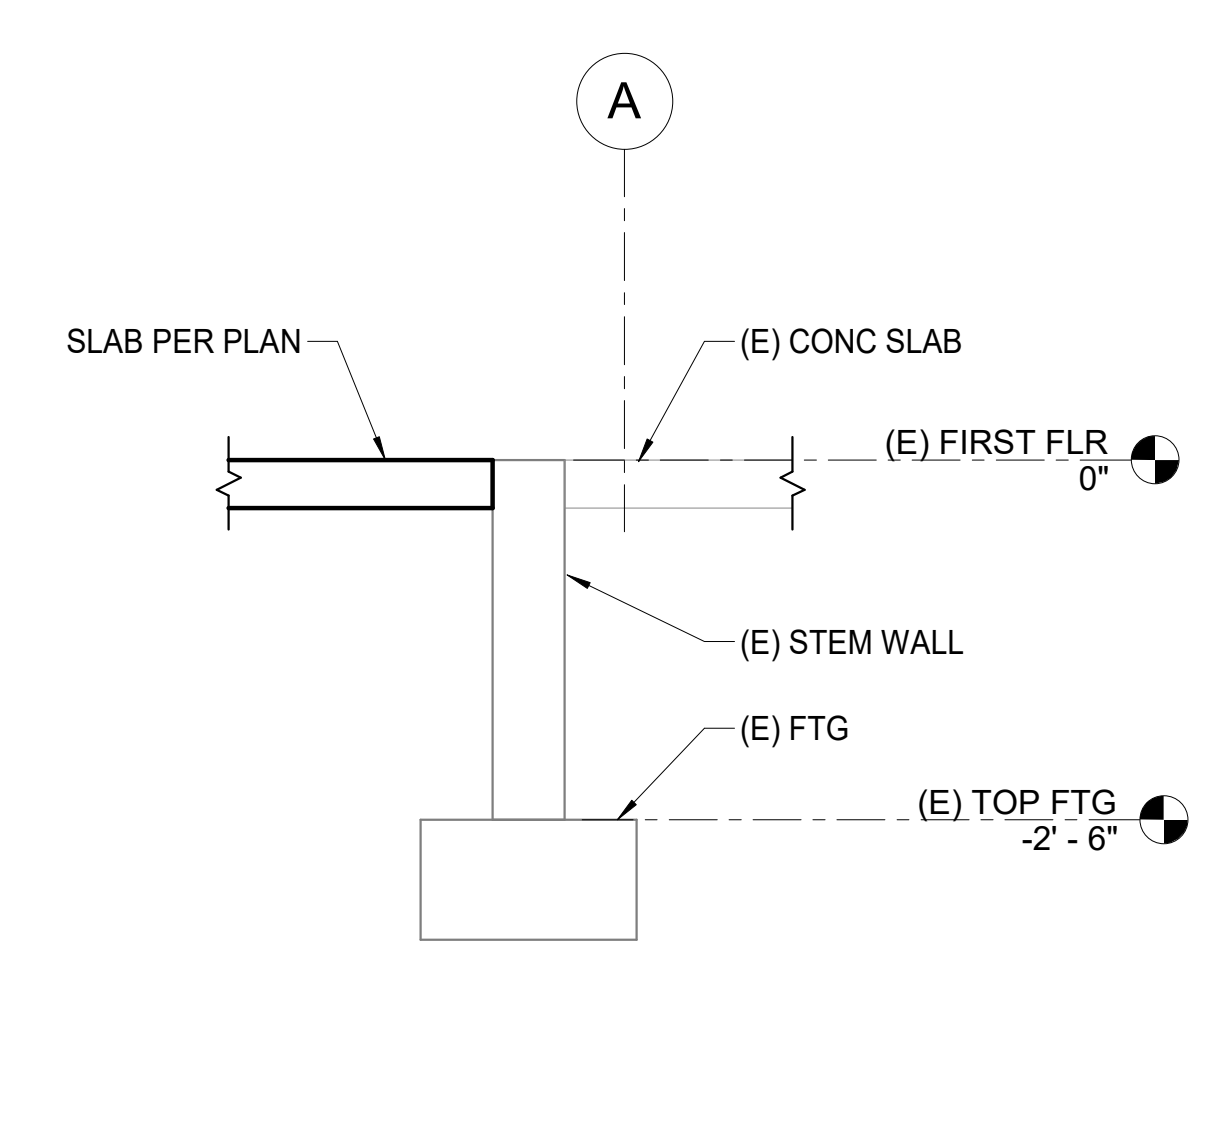 A
SLAB PER PLAN
(E) CONC SLAB
(E) FIRST FLR
0"
(E) STEM WALL
(E) FTG
(E) TOP FTG
-2' - 6"